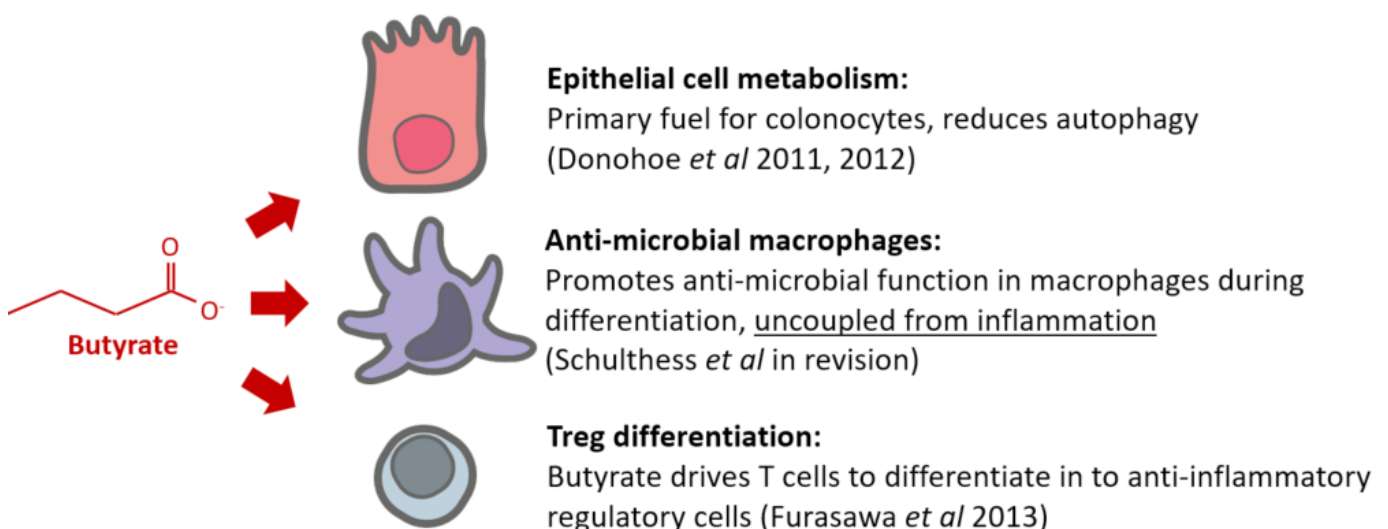 Epithelial cell metabolism:
Primary fuel for colonocytes, reduces autophagy
(Donohoe et al 2011, 2012)
O
O-
Butyrate
Anti-microbial macrophages:
Promotes anti-microbial function in macrophages during
differentiation, uncoupled from inflammation
(Schulthess et al in revision)
Treg differentiation:
Butyrate drives T cells to differentiate in to anti-inflammatory
regulatory cells (Furasawa et al 2013)